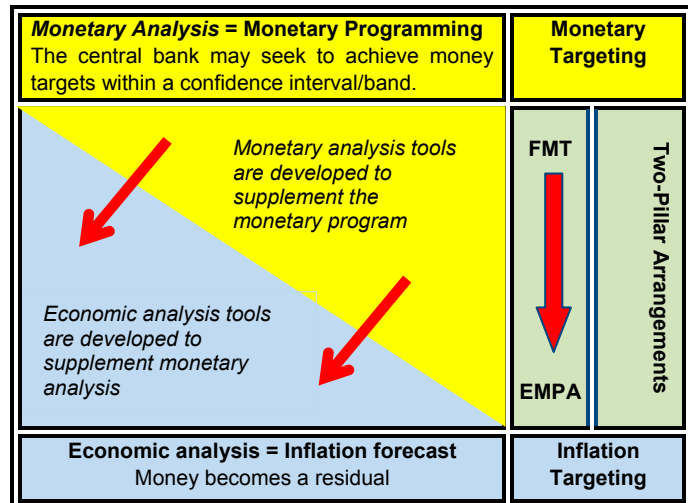 Monetary Analysis = Monetary Programming
The central bank may seek to achieve money
targets within a confidence interval/band.
Monetary
Targeting
Monetary analysis tools
are developed to
supplement the
monetary program
Economic analysis tools
are developed to
supplement monetary
analysis
FMT
EMPA
Two-Pillar Arrangements
Economic analysis = Inflation forecast
Money becomes a residual
Inflation
Targeting